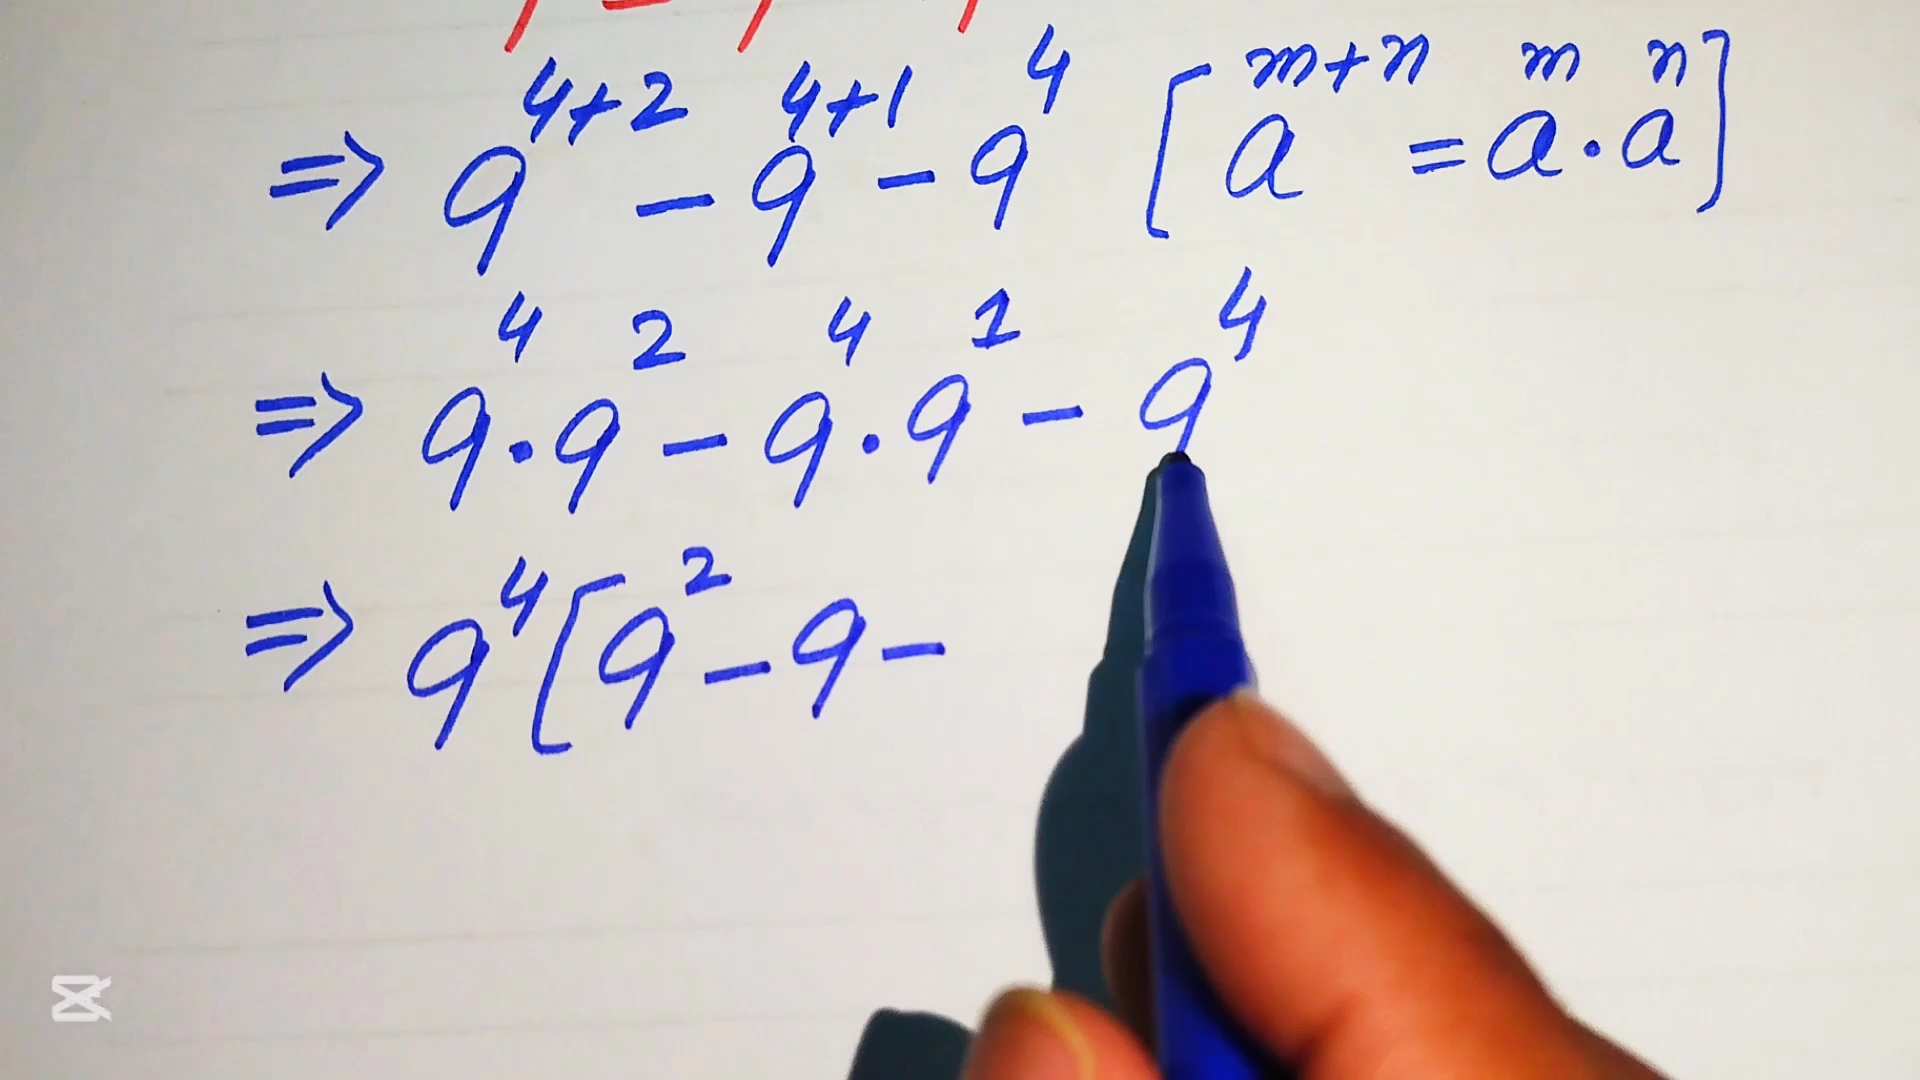 => 9^{4+2} - 9^{4+1} - 9^4 [a^{m+n} = a^m · a^n]
=> 9^4 · 9^2 - 9^4 · 9^1 - 9^4
=> 9^4 [9^2 - 9 -